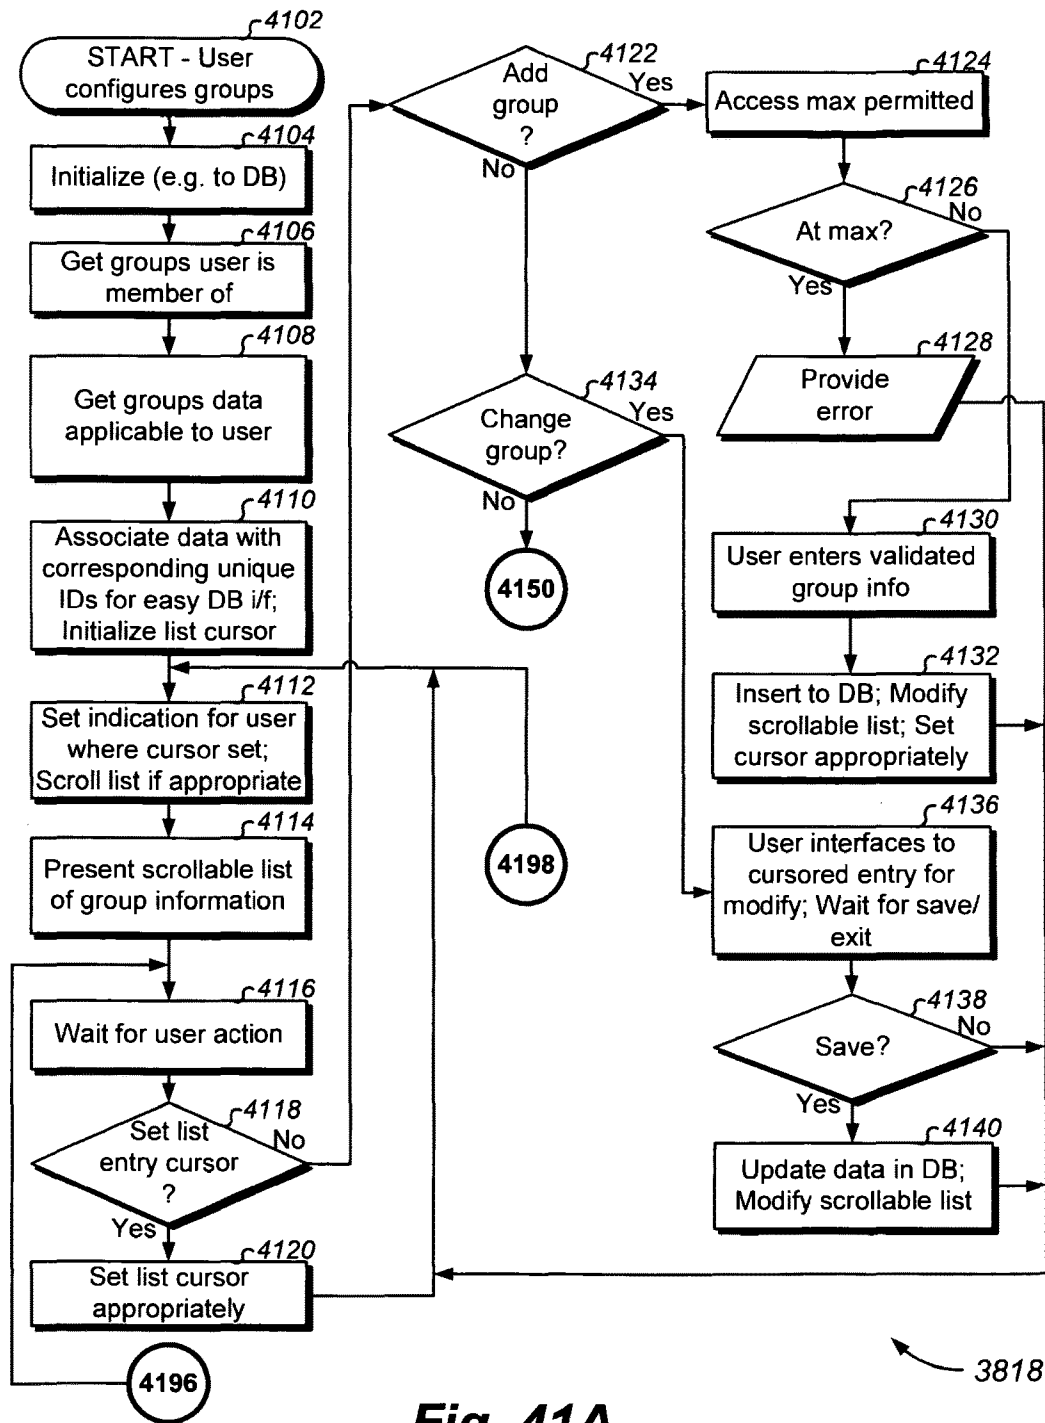 4102
START - User
configures groups
4104
Initialize (e.g. to DB)
4106
Get groups user is
member of
4108
Get groups data
applicable to user
4110
Associate data with
corresponding unique
IDs for easy DB i/f;
Initialize list cursor
4112
Set indication for user
where cursor set;
Scroll list if appropriate
4114
Present scrollable list
of group information
4116
Wait for user action
4118
Set list
entry cursor
?
No
Yes
4120
Set list cursor
appropriately
4196
4122
Add
group
?
Yes
No
4134
Change
group?
Yes
No
4150
4198
4124
Access max permitted
4126
At max?
No
Yes
4128
Provide
error
4130
User enters validated
group info
4132
Insert to DB; Modify
scrollable list; Set
cursor appropriately
4136
User interfaces to
cursored entry for
modify; Wait for save/
exit
4138
Save?
No
Yes
4140
Update data in DB;
Modify scrollable list
3818
Fig. 41A